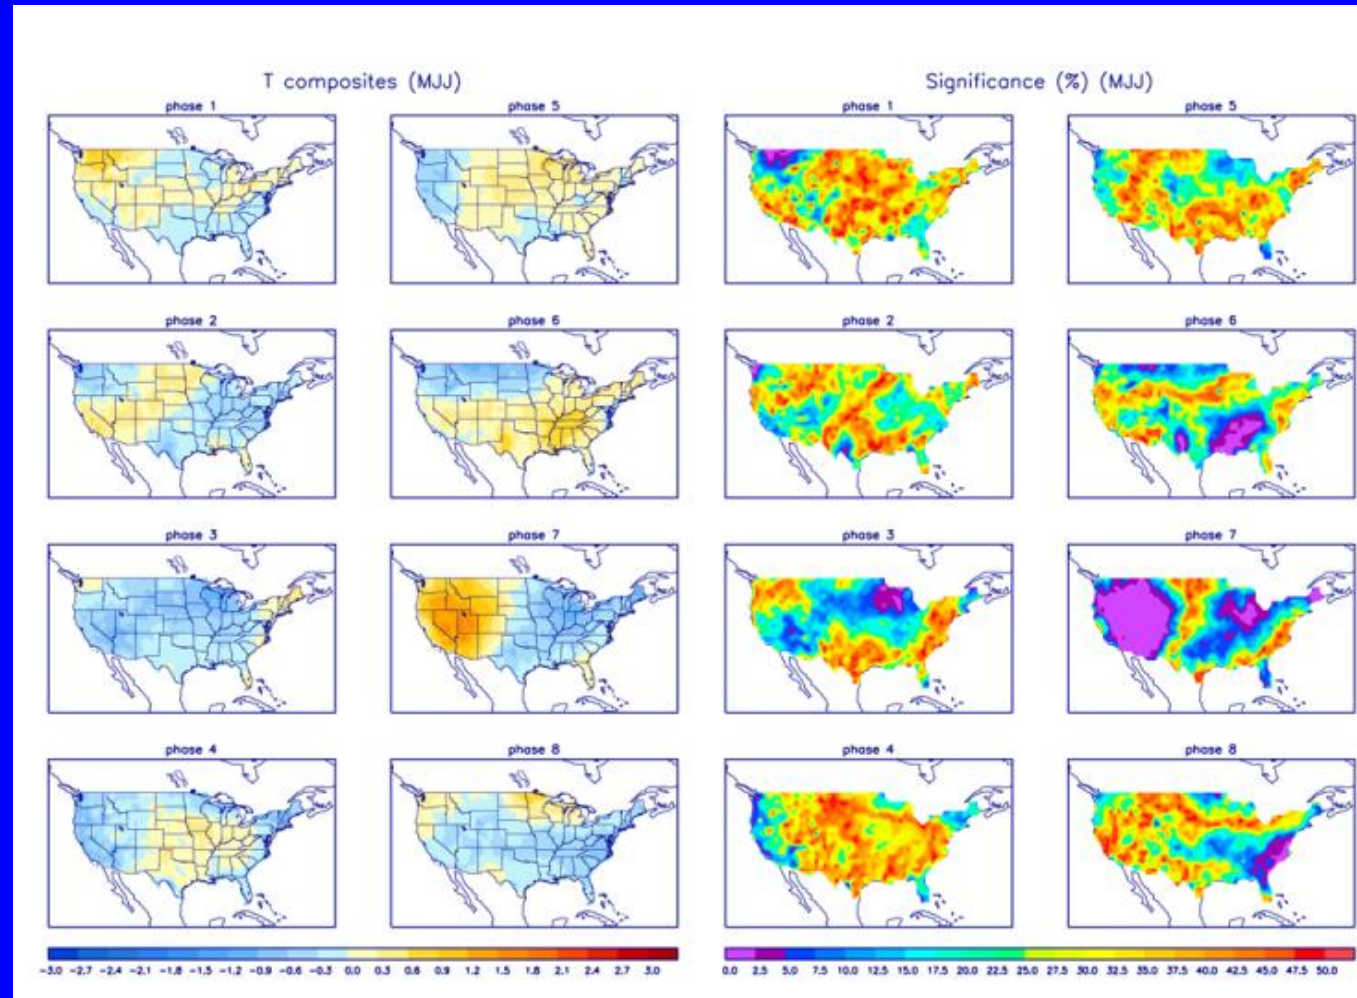 T composites (MJJ)
Significance (%) (MJJ)
phase 1
phase 5
phase 1
phase 5
phase 2
phase 6
phase 2
phase 6
phase 3
phase 7
phase 3
phase 7
phase 4
phase 8
phase 4
phase 8
-3.0 -2.7 -2.4 -2.1 -1.8 -1.5 -1.2 -0.9 -0.6 -0.3 0.0 0.3 0.6 0.9 1.2 1.5 1.8 2.1 2.4 2.7 3.0
0.0 2.5 5.0 7.5 10.0 12.5 15.0 17.5 20.0 22.5 25.0 27.5 30.0 32.5 35.0 37.5 40.0 42.5 45.0 47.5 50.0